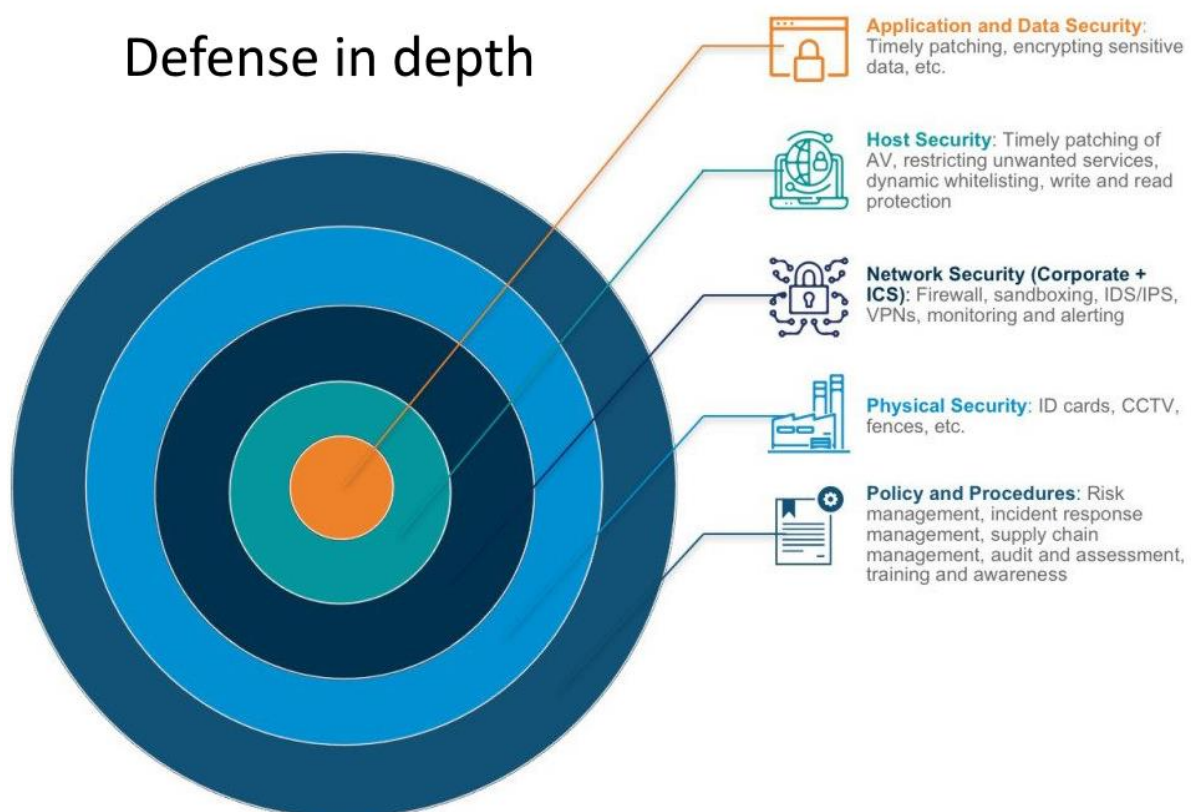 Defense in depth
Application and Data Security:
Timely patching, encrypting sensitive
data, etc.
Host Security: Timely patching of
AV, restricting unwanted services,
dynamic whitelisting, write and read
protection
Network Security (Corporate +
ICS): Firewall, sandboxing, IDS/IPS,
VPNs, monitoring and alerting
Physical Security: ID cards, CCTV,
fences, etc.
Policy and Procedures: Risk
management, incident response
management, supply chain
management, audit and assessment,
training and awareness